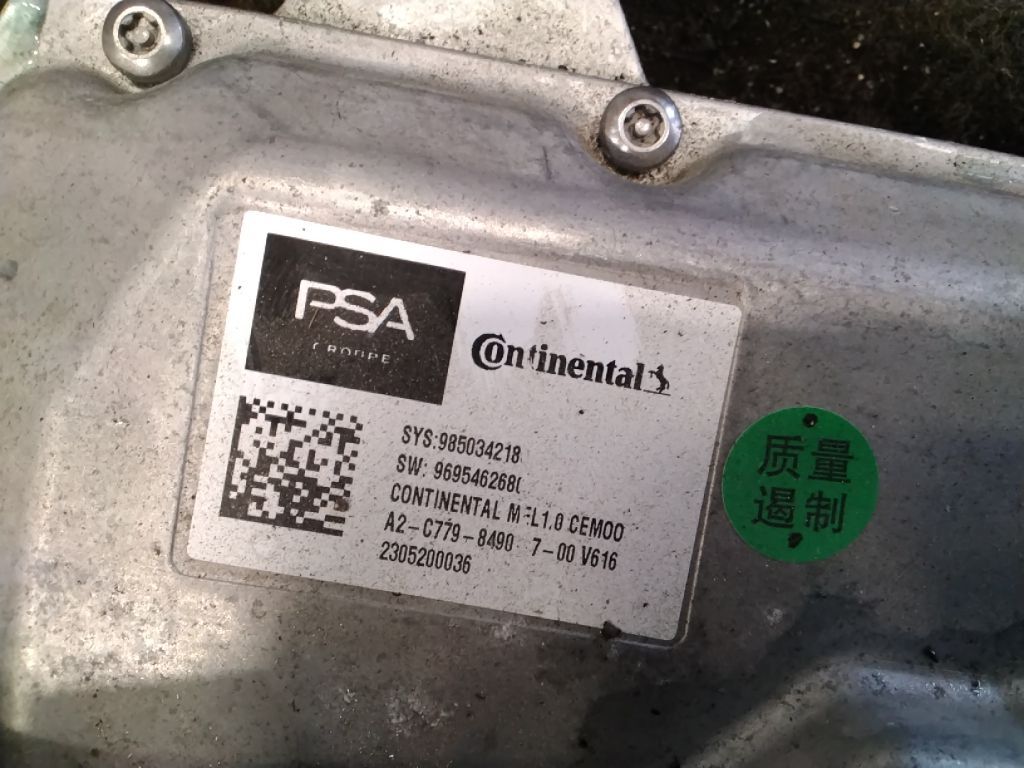 PSA
GROUPE
Continental
SYS:985034218
SW: 969546268
CONTINENTAL CEM00
A2-C779-8490 7-00 V616
2305200036
质量
遏制